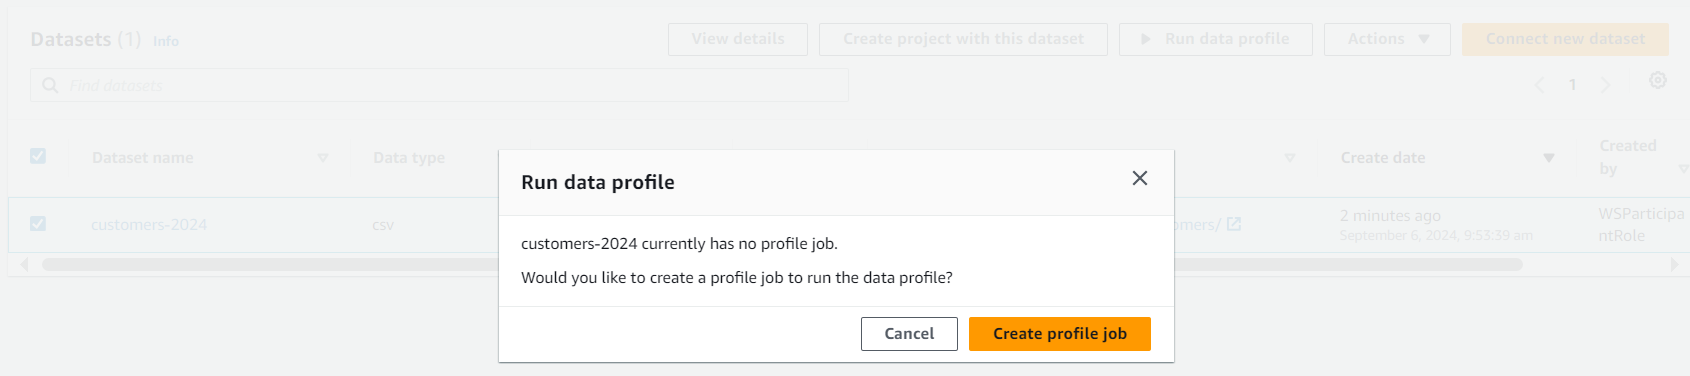 Datasets (1) Info
View details
Create project with this dataset
Run data profile
Actions
Connect new dataset
Find datasets
1
Dataset name
Data type
Create date
Created
by
customers-2024
csv
omers/
2 minutes ago
September 6, 2024, 9:53:39 am
WSParticipa
ntRole
Run data profile
customers-2024 currently has no profile job.
Would you like to create a profile job to run the data profile?
Cancel
Create profile job